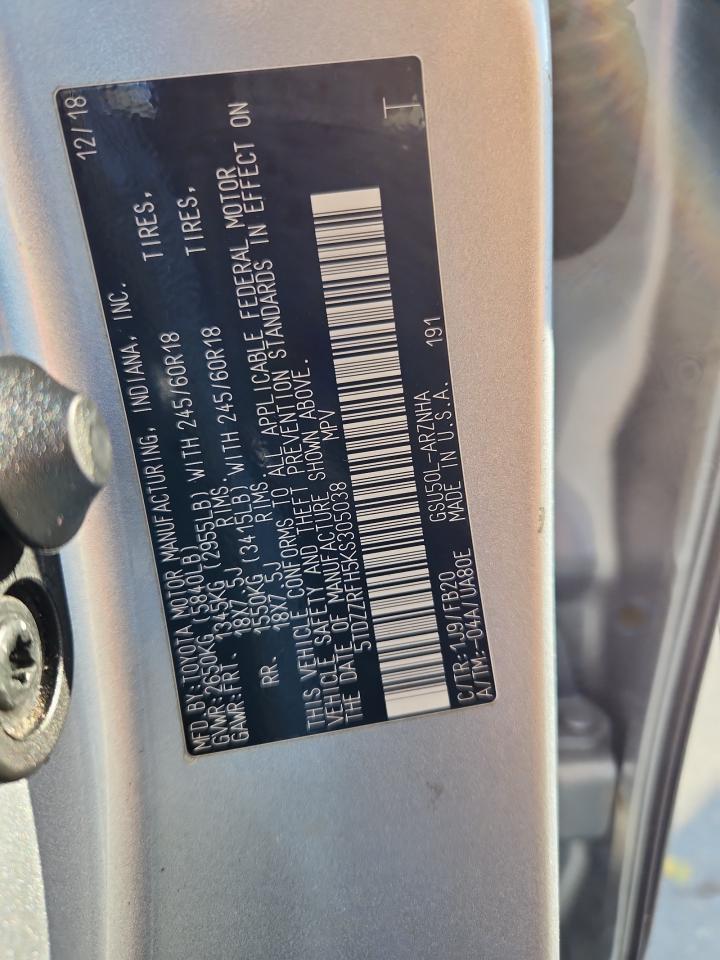 MFD.BY:TOYOTA MOTOR MANUFACTURING, INDIANA, INC. 12/18
GVWR:2650KG (5840LB)
GAWR:FRT. 1345KG (2955LB) WITH 245/60R18 TIRES,
18X7.5J RIMS,
RR. 1550KG (3415LB) WITH 245/60R18 TIRES,
18X7.5J RIMS,
THIS VEHICLE CONFORMS TO ALL APPLICABLE FEDERAL MOTOR
VEHICLE SAFETY AND THEFT PREVENTION STANDARDS IN EFFECT ON
THE DATE OF MANUFACTURE SHOWN ABOVE.
5TDZZRFH5KS305038 MPV
C/TR:1J9/FB20 GSU50L-ARZNHA 191 T
A/TM:-04A/UA80E MADE IN U.S.A.